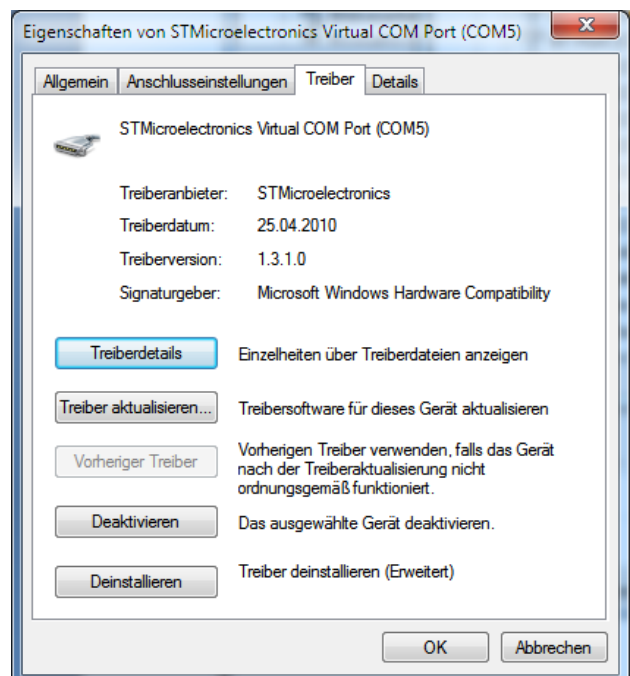 Eigenschaften von STMicroelectronics Virtual COM Port (COM5)
Allgemein Anschlusseinstellungen Treiber Details
STMicroelectronics Virtual COM Port (COM5)
Treiberanbieter: STMicroelectronics
Treiberdatum: 25.04.2010
Treiberversion: 1.3.1.0
Signaturgeber: Microsoft Windows Hardware Compatibility
Treiberdetails Einzelheiten über Treiberdateien anzeigen
Treiber aktualisieren... Treibersoftware für dieses Gerät aktualisieren
Vorheriger Treiber Vorherigen Treiber verwenden, falls das Gerät
nach der Treiberaktualisierung nicht
ordnungsgemäß funktioniert.
Deaktivieren Das ausgewählte Gerät deaktivieren.
Deinstallieren Treiber deinstallieren (Erweitert)
OK Abbrechen